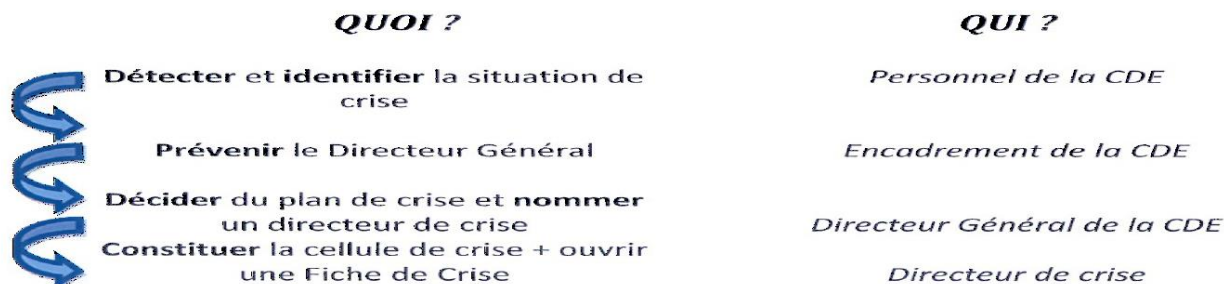 QUOI ?
QUI ?
Détecter et identifier la situation de
crise
Personnel de la CDE
Prévenir le Directeur Général
Encadrement de la CDE
Décider du plan de crise et nommer
un directeur de crise
Directeur Général de la CDE
Constituer la cellule de crise + ouvrir
une Fiche de Crise
Directeur de crise